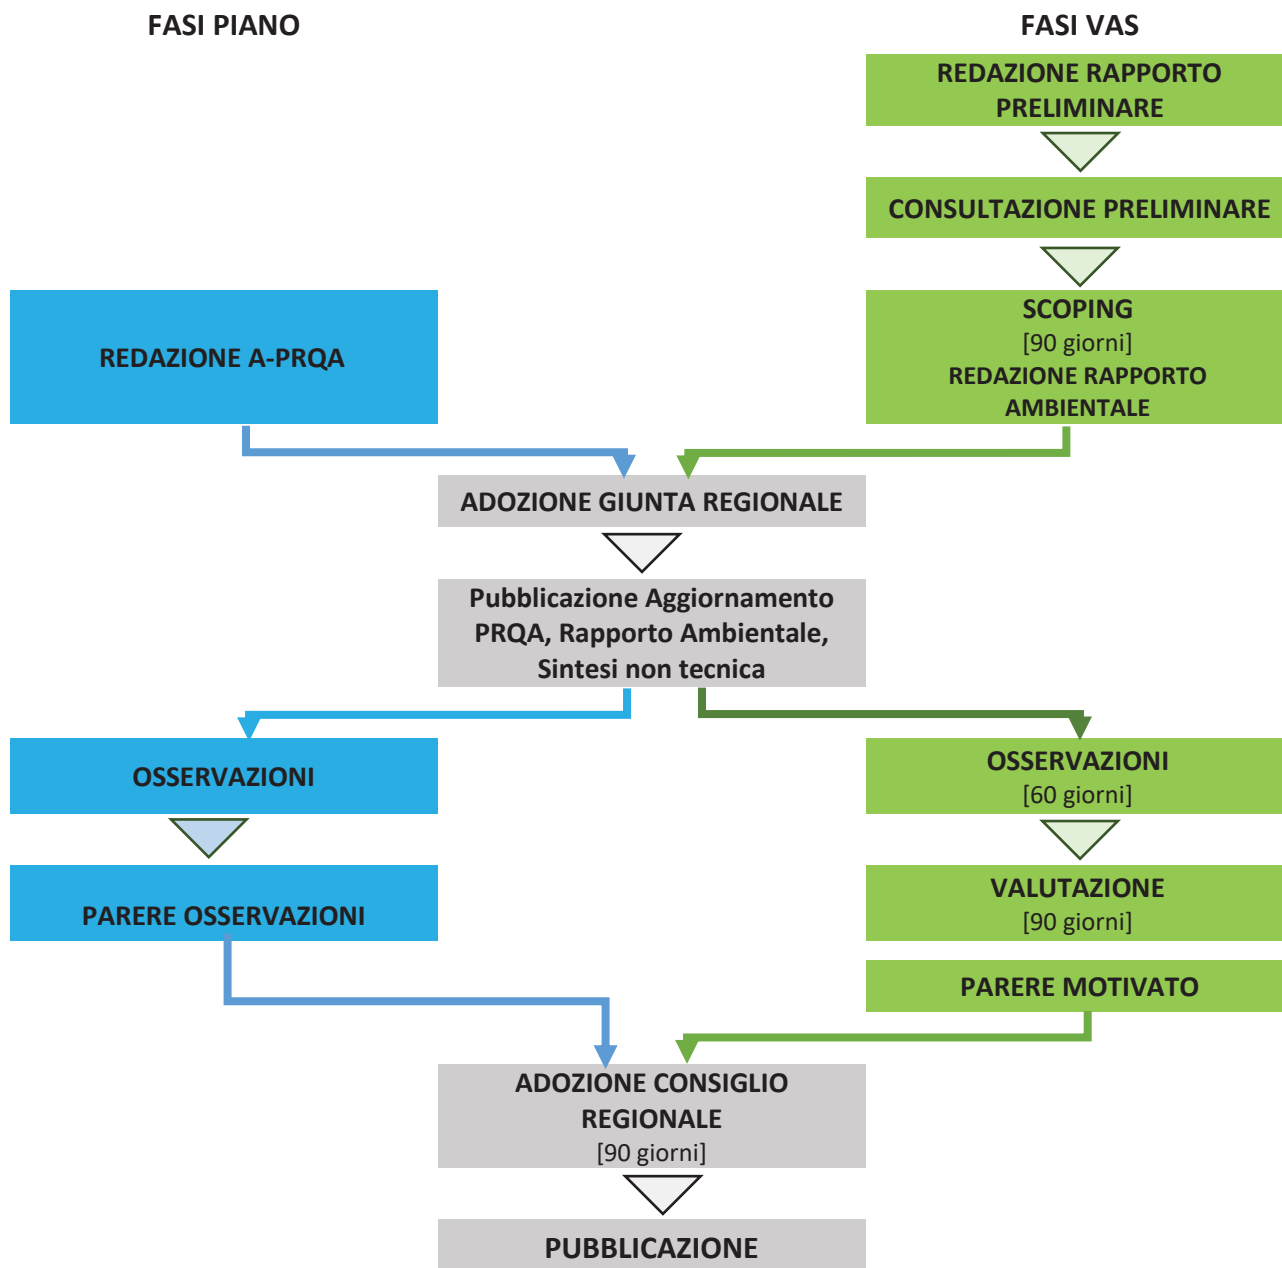 FASI PIANO
FASI VAS
REDAZIONE RAPPORTO
PRELIMINARE
CONSULTAZIONE PRELIMINARE
REDAZIONE A-PRQA
SCOPING
[90 giorni]
REDAZIONE RAPPORTO
AMBIENTALE
ADOZIONE GIUNTA REGIONALE
Pubblicazione Aggiornamento
PRQA, Rapporto Ambientale,
Sintesi non tecnica
OSSERVAZIONI
OSSERVAZIONI
[60 giorni]
PARERE OSSERVAZIONI
VALUTAZIONE
[90 giorni]
PARERE MOTIVATO
ADOZIONE CONSIGLIO
REGIONALE
[90 giorni]
PUBBLICAZIONE